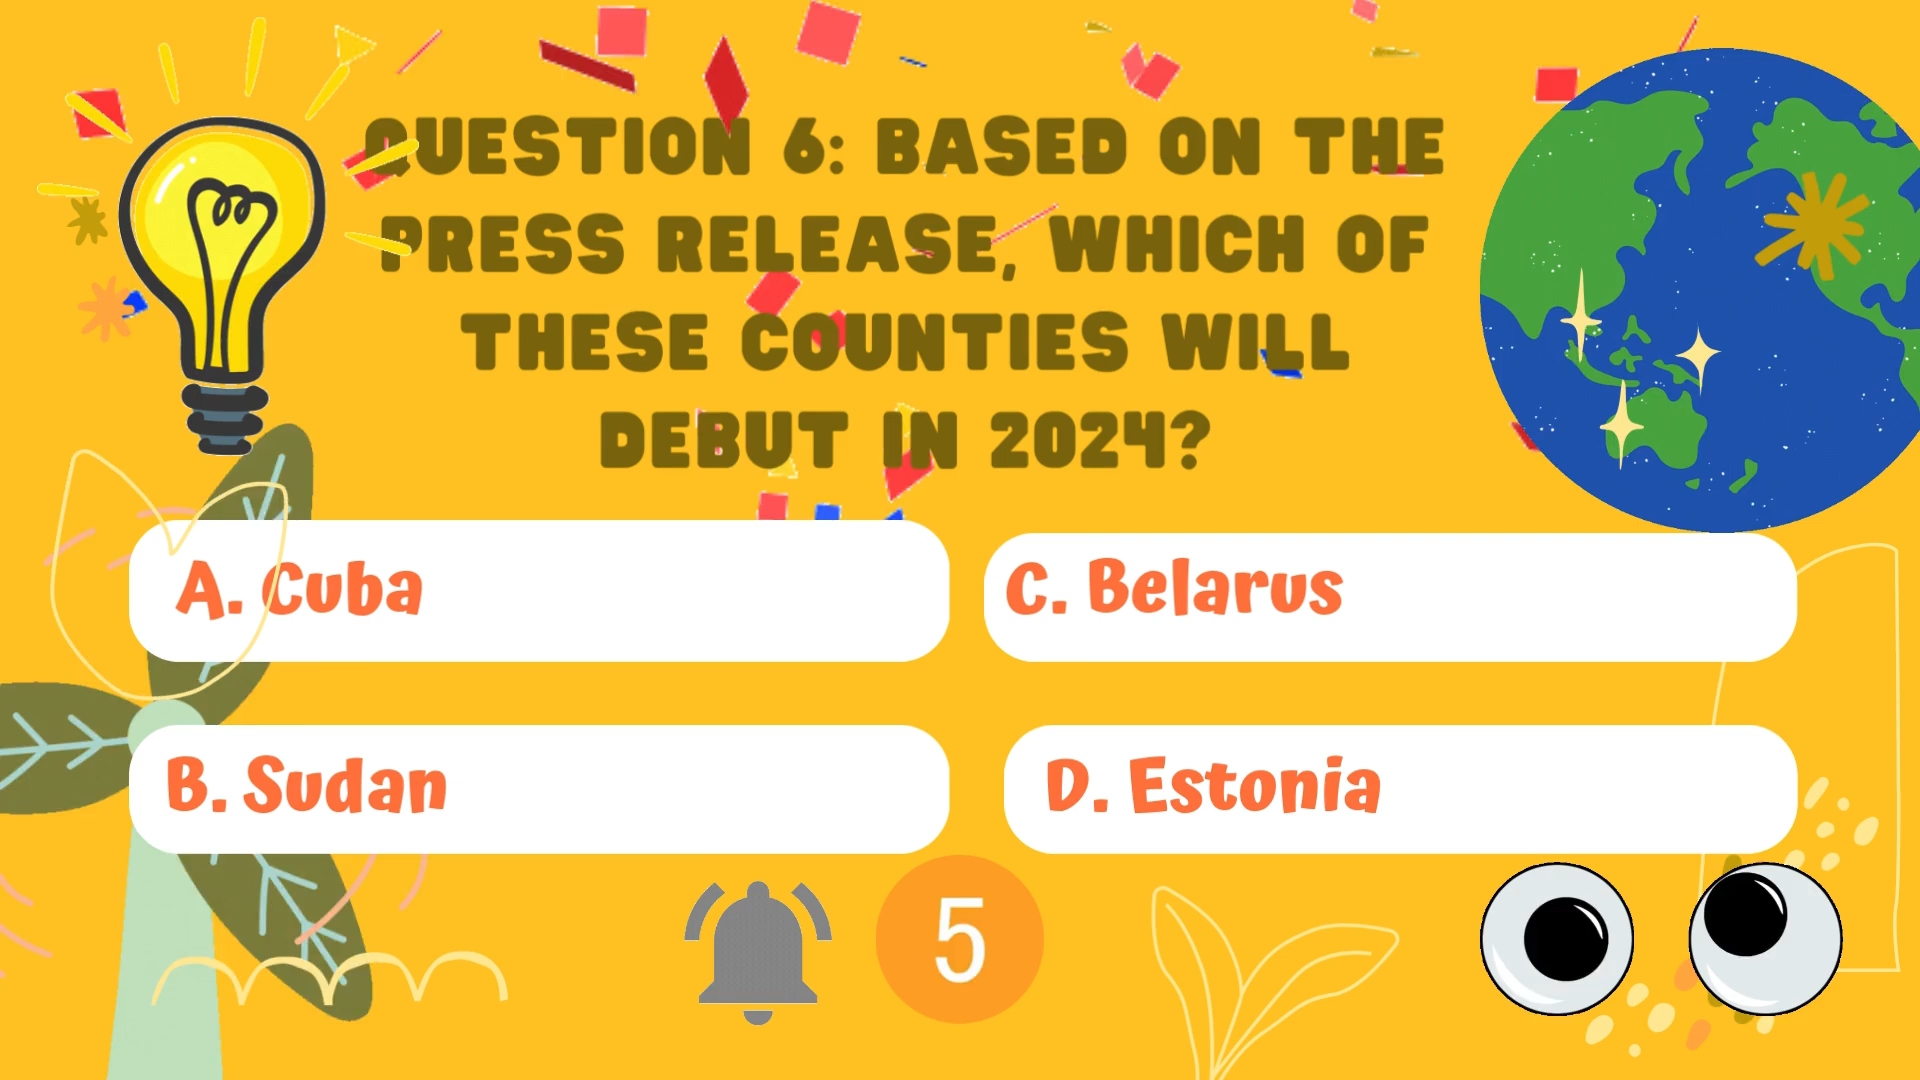 QUESTION 6: BASED ON THE
PRESS RELEASE, WHICH OF
THESE COUNTIES WILL
DEBUT IN 2024?
A. Cuba
C. Belarus
B. Sudan
D. Estonia
5